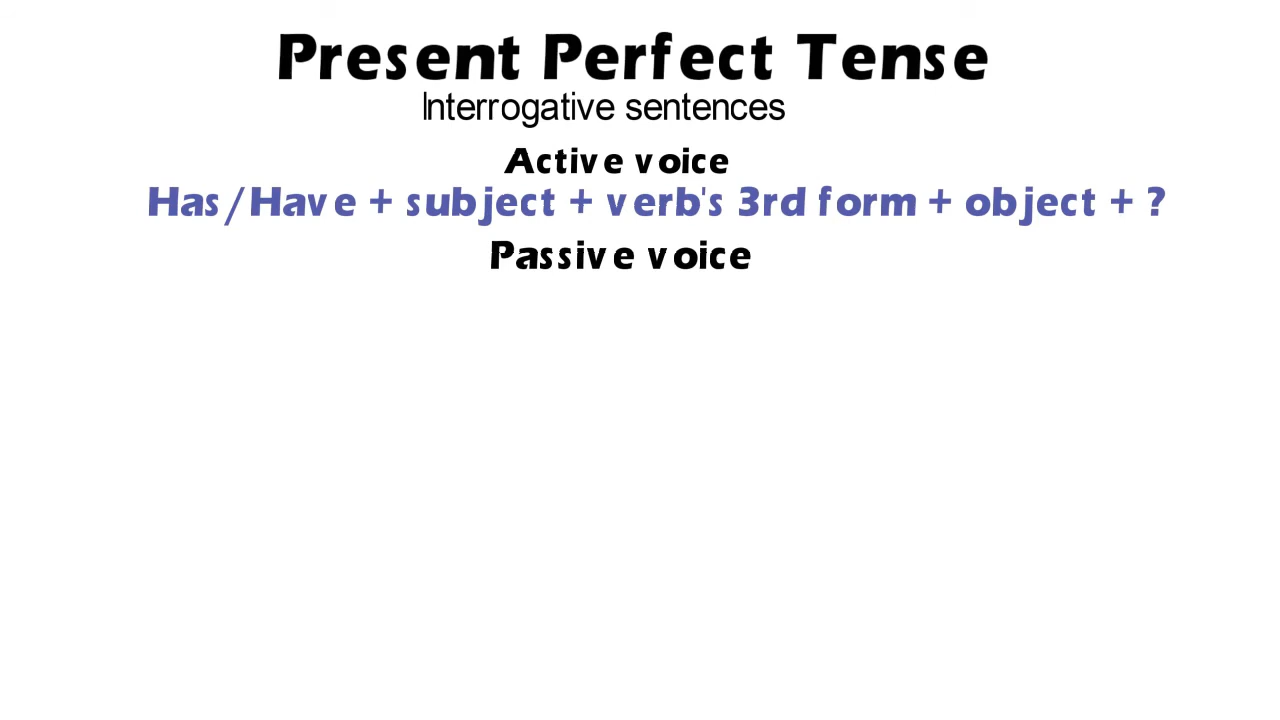 Present Perfect Tense
Interrogative sentences
Active voice
Has/Have + subject + verb's 3rd form + object + ?
Passive voice